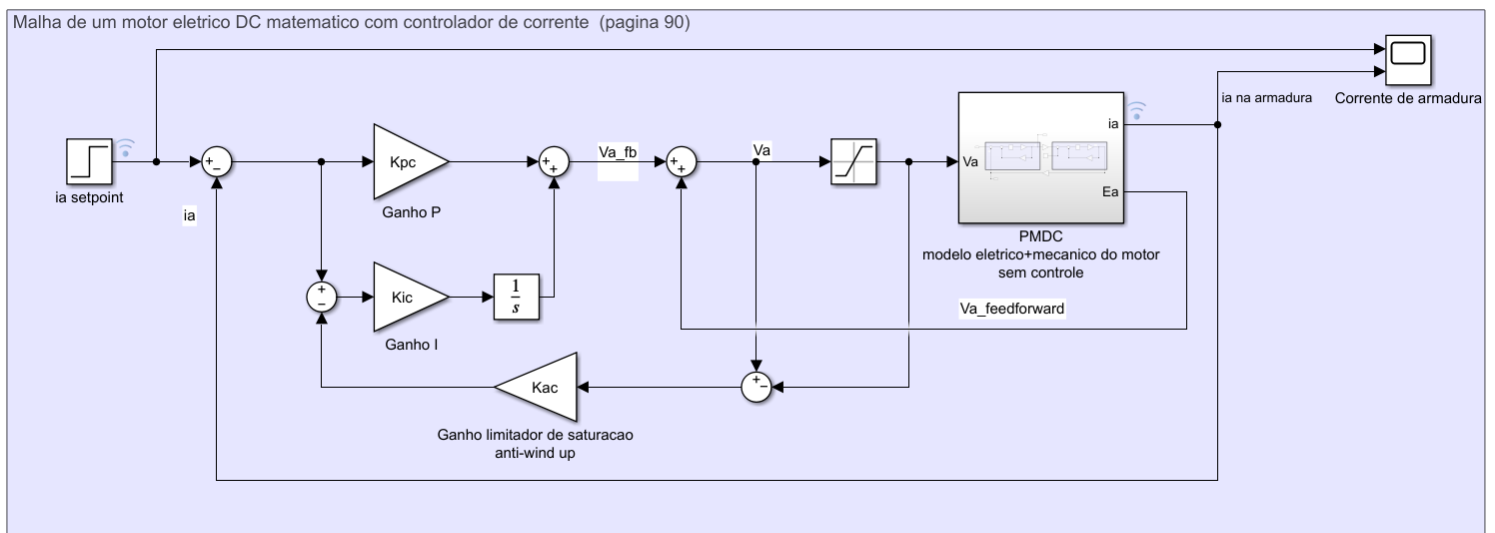 Malha de um motor eletrico DC matematico com controlador de corrente (pagina 90)
ia na armadura
Corrente de armadura
ia
Kpc
Va_fb
Va
Va
Ea
ia setpoint
ia
Ganho P
PMDC
modelo eletrico+mecanico do motor
sem controle
Kic
1
s
Va_feedforward
Ganho I
Kac
Ganho limitador de saturacao
anti-wind up